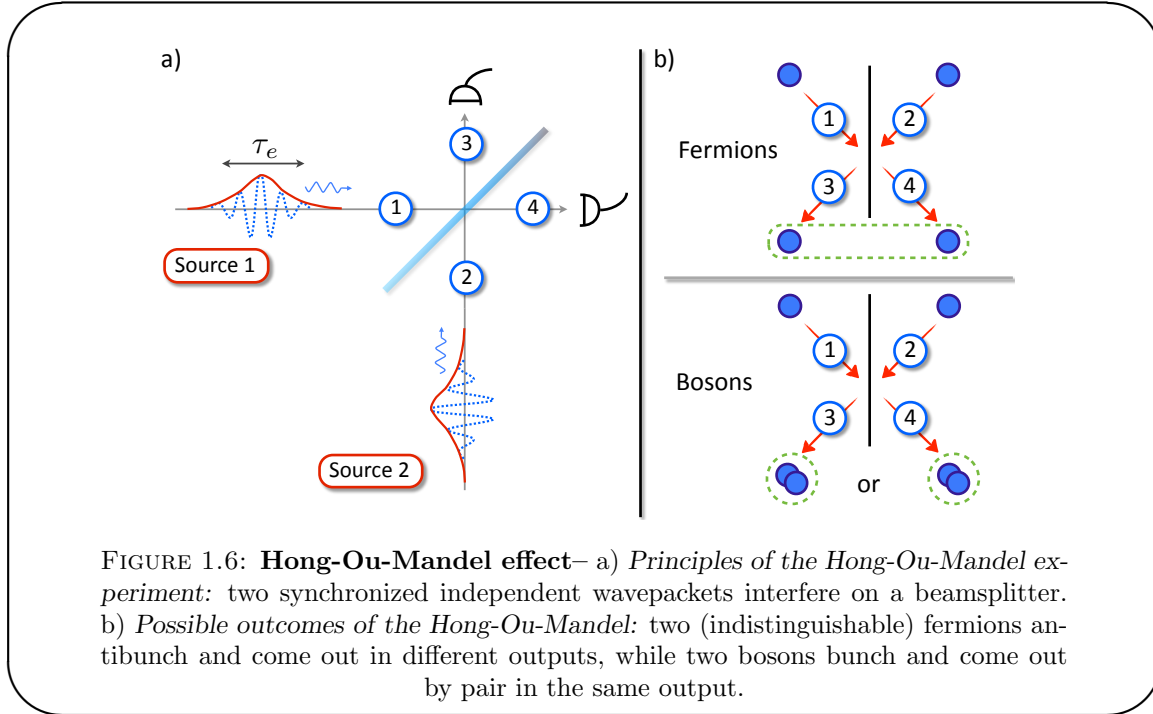 a)
τe
3
1
4
Source 1
2
Source 2
b)
1
2
Fermions
3
4
1
2
Bosons
3
4
or
FIGURE 1.6: Hong-Ou-Mandel effect– a) Principles of the Hong-Ou-Mandel ex-
periment: two synchronized independent wavepackets interfere on a beamsplitter.
b) Possible outcomes of the Hong-Ou-Mandel: two (indistinguishable) fermions an-
tibunch and come out in different outputs, while two bosons bunch and come out
by pair in the same output.